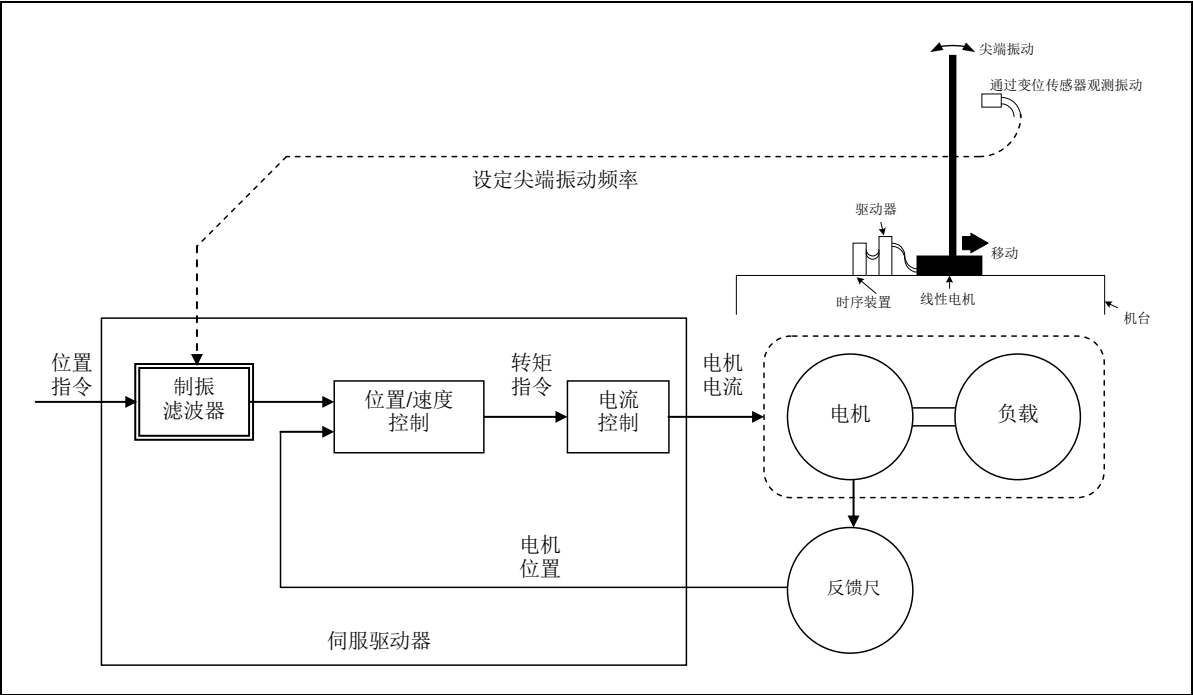 尖端振动
通过变位传感器观测振动
设定尖端振动频率
驱动器
移动
时序装置
线性电机
机台
位置
指令
制振
滤波器
位置/速度
控制
转矩
指令
电流
控制
电机
电流
电机
负载
电机
位置
反馈尺
伺服驱动器